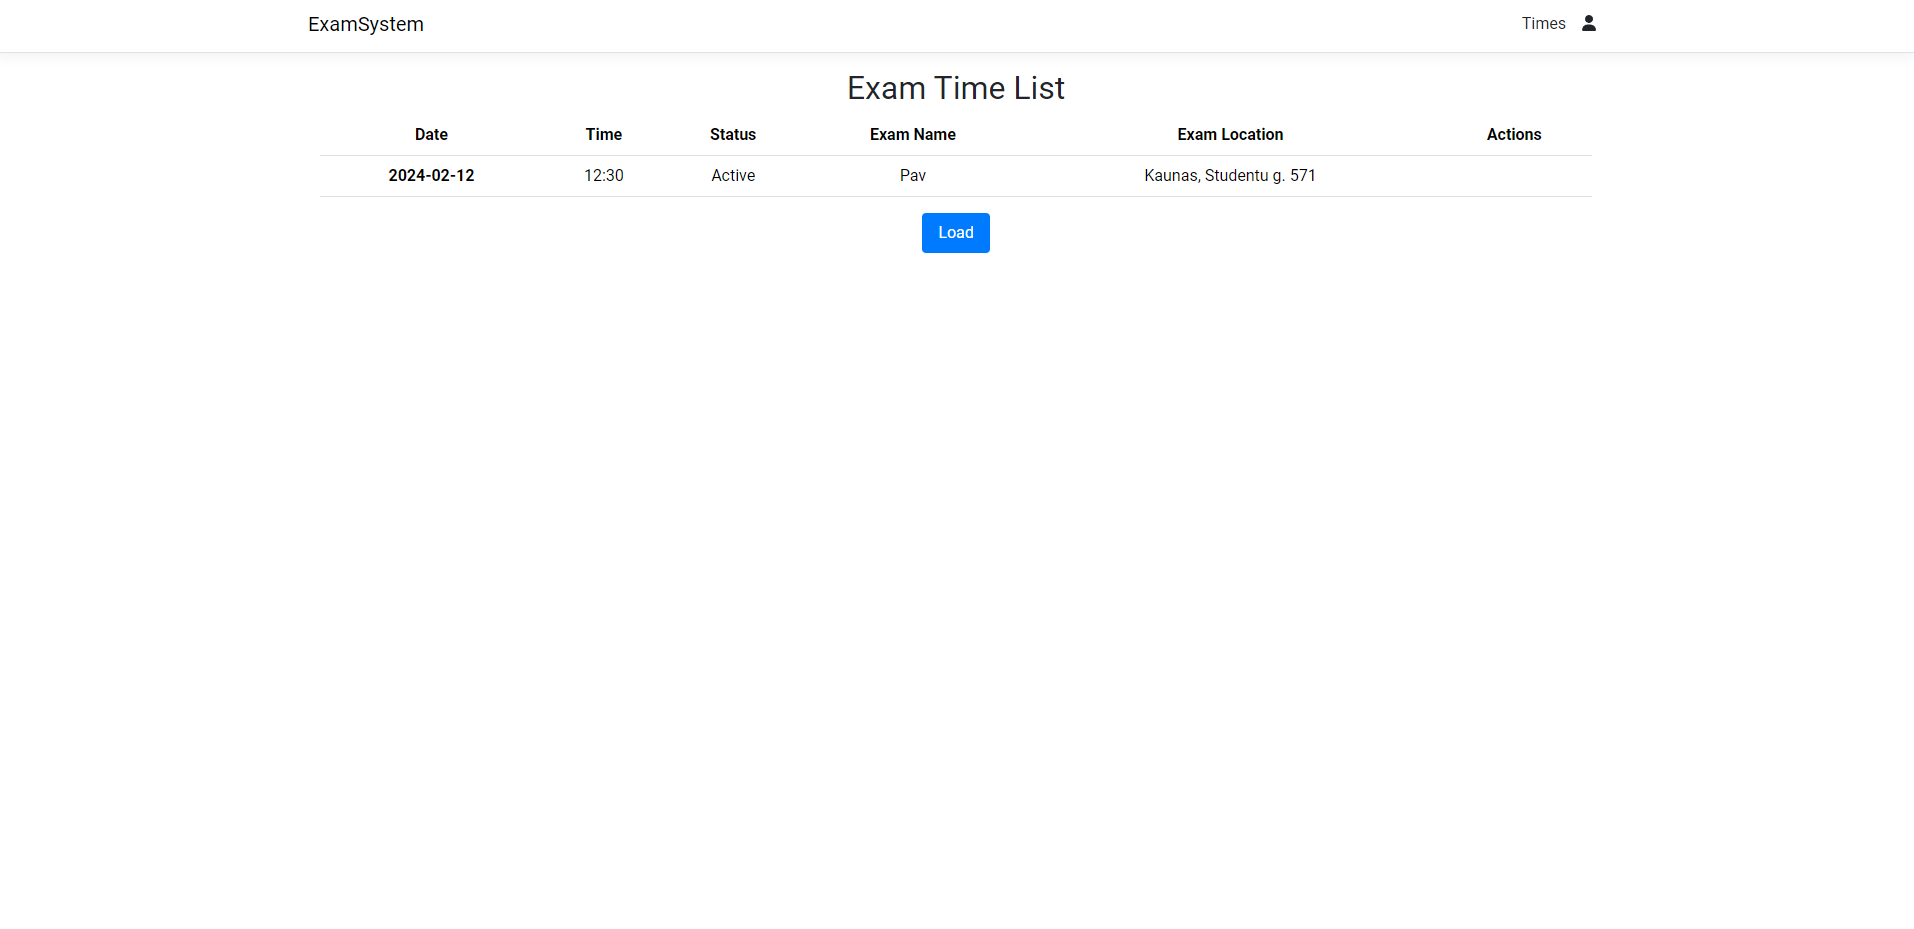 ExamSystem Times
Exam Time List
Date Time Status Exam Name Exam Location Actions
2024-02-12 12:30 Active Pav Kaunas, Studentu g. 571
Load